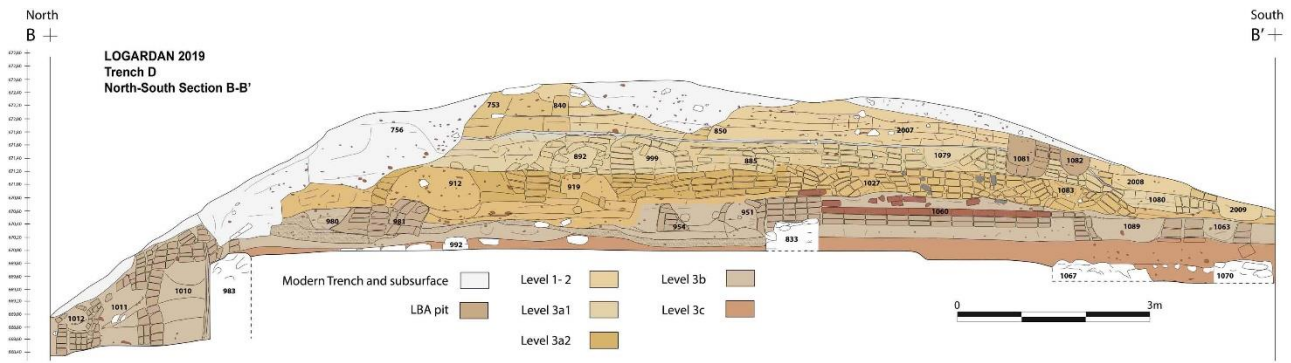 North
B
South
B'
LOGARDAN 2019
Trench D
North-South Section B-B'
753
840
756
850
2007
892
999
885
1079
1081
1082
912
919
1027
1083
2008
1080
2009
980
981
954
951
1060
1089
1063
992
833
983
1067
1070
1012
1011
1010
Modern Trench and subsurface
LBA pit
Level 1- 2
Level 3a1
Level 3a2
Level 3b
Level 3c
0
3m